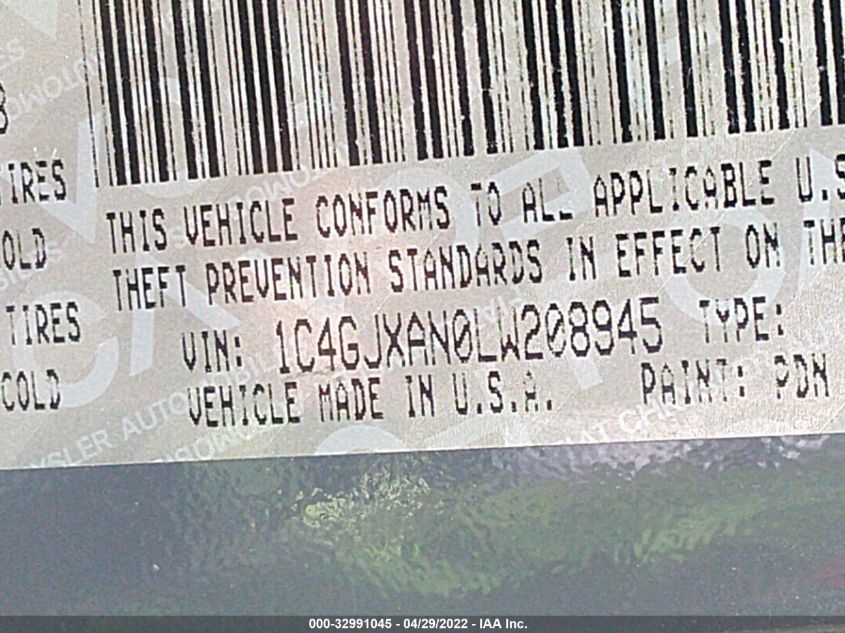 TIRES
THIS VEHICLE CONFORMS TO ALL APPLICABLE U.S
COLD
THEFT PREVENTION STANDARDS IN EFFECT ON THE
TIRES
VIN: 1C4GJXAN0LW208945 TYPE:
COLD
VEHICLE MADE IN U.S.A. PAINT: PDN
000-32991045 - 04/29/2022 - IAA Inc.